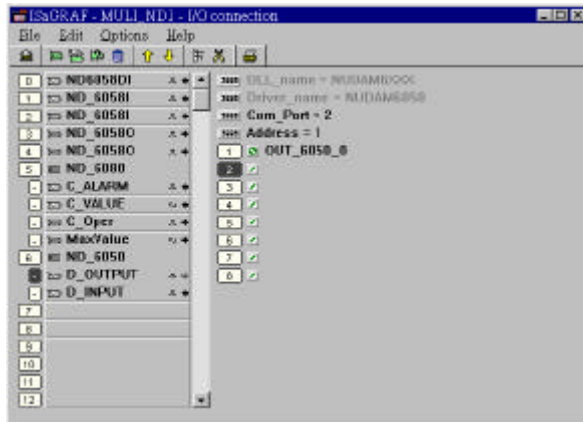 ISaGRAF - MULI_ND1 - I/O connection
File Edit Options Help
0 ND6058DI
1 ND_6058I
2 ND_6058I
3 ND_6058O
4 ND_6058O
5 ND_6080
C_ALARM
C_VALUE
C_Oper
MaxValue
6 ND_6050
D_OUTPUT
D_INPUT
7
8
9
10
11
12
Driver_name = NUDAM6050
Com_Port = 2
Address = 1
1 OUT_6050_0
2
3
4
5
6
7
8